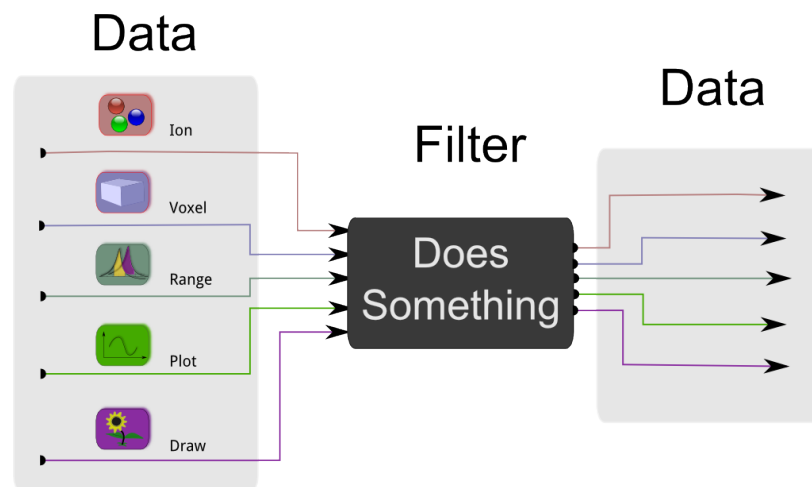 Data
Ion
Voxel
Range
Plot
Draw
Filter
Does
Something
Data